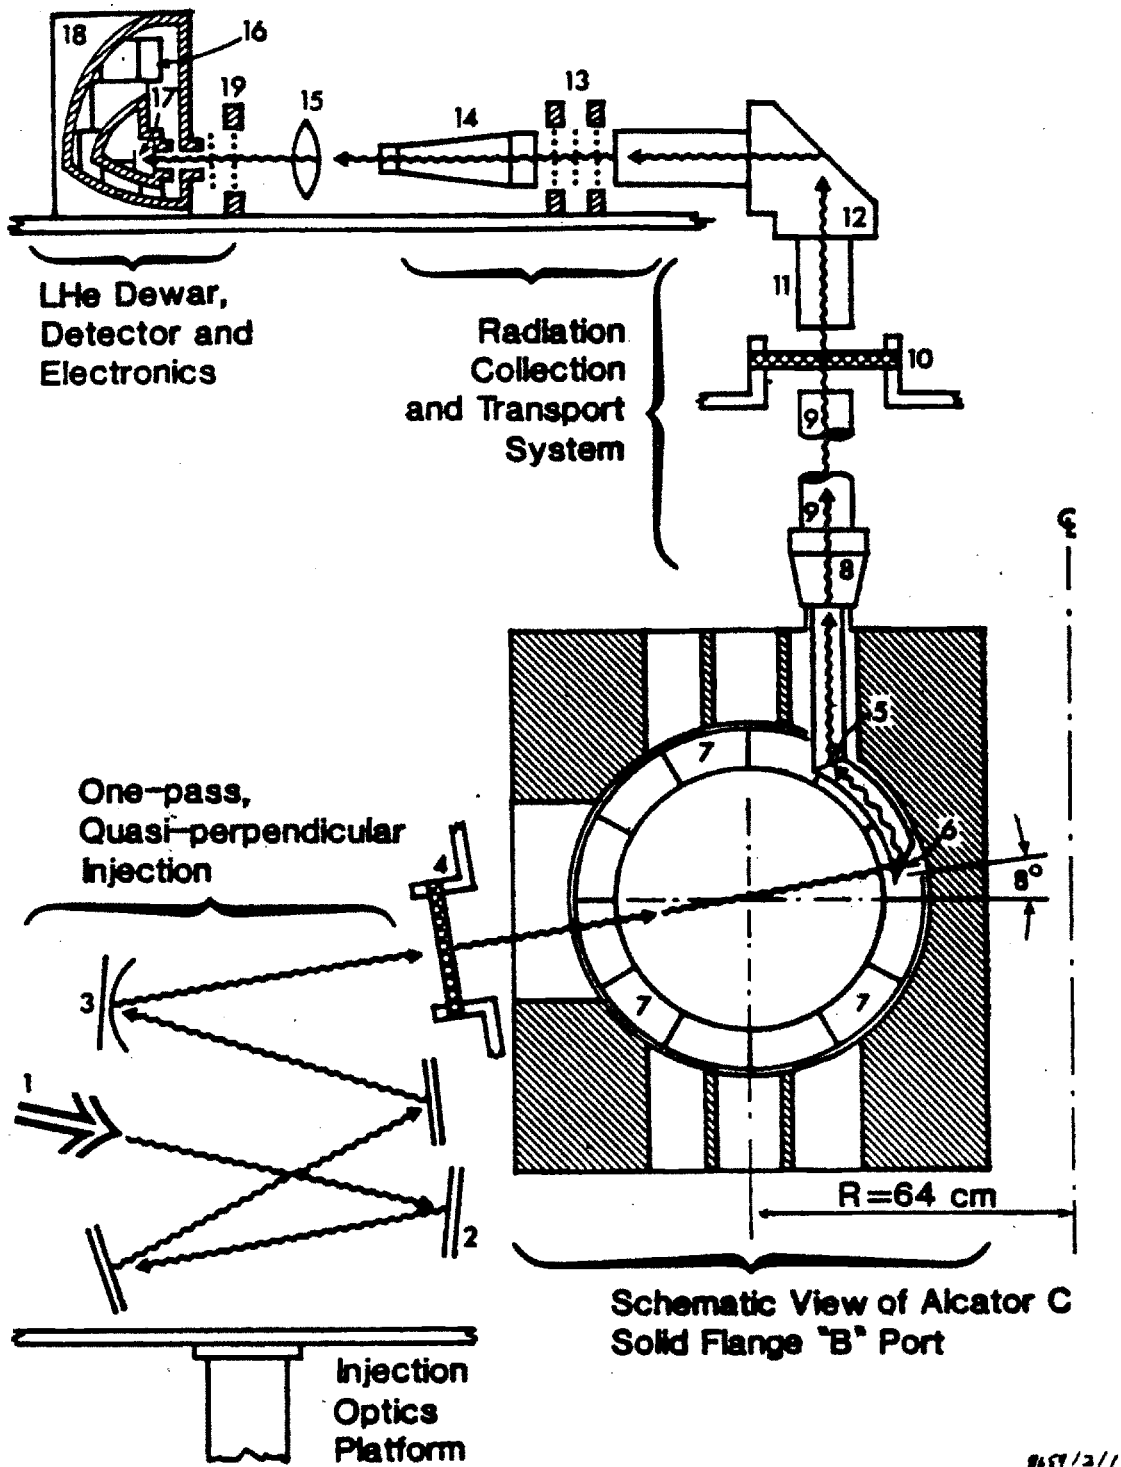 18
16
17
19
15
14
13
12
11
LHe Dewar,
Detector and
Electronics
Radiation
Collection
and Transport
System
10
9
9
8
℄
5
7
6
8°
One-pass,
Quasi-perpendicular
Injection
4
3
7
7
1
2
R=64 cm
Schematic View of Alcator C
Solid Flange "B" Port
Injection
Optics
Platform